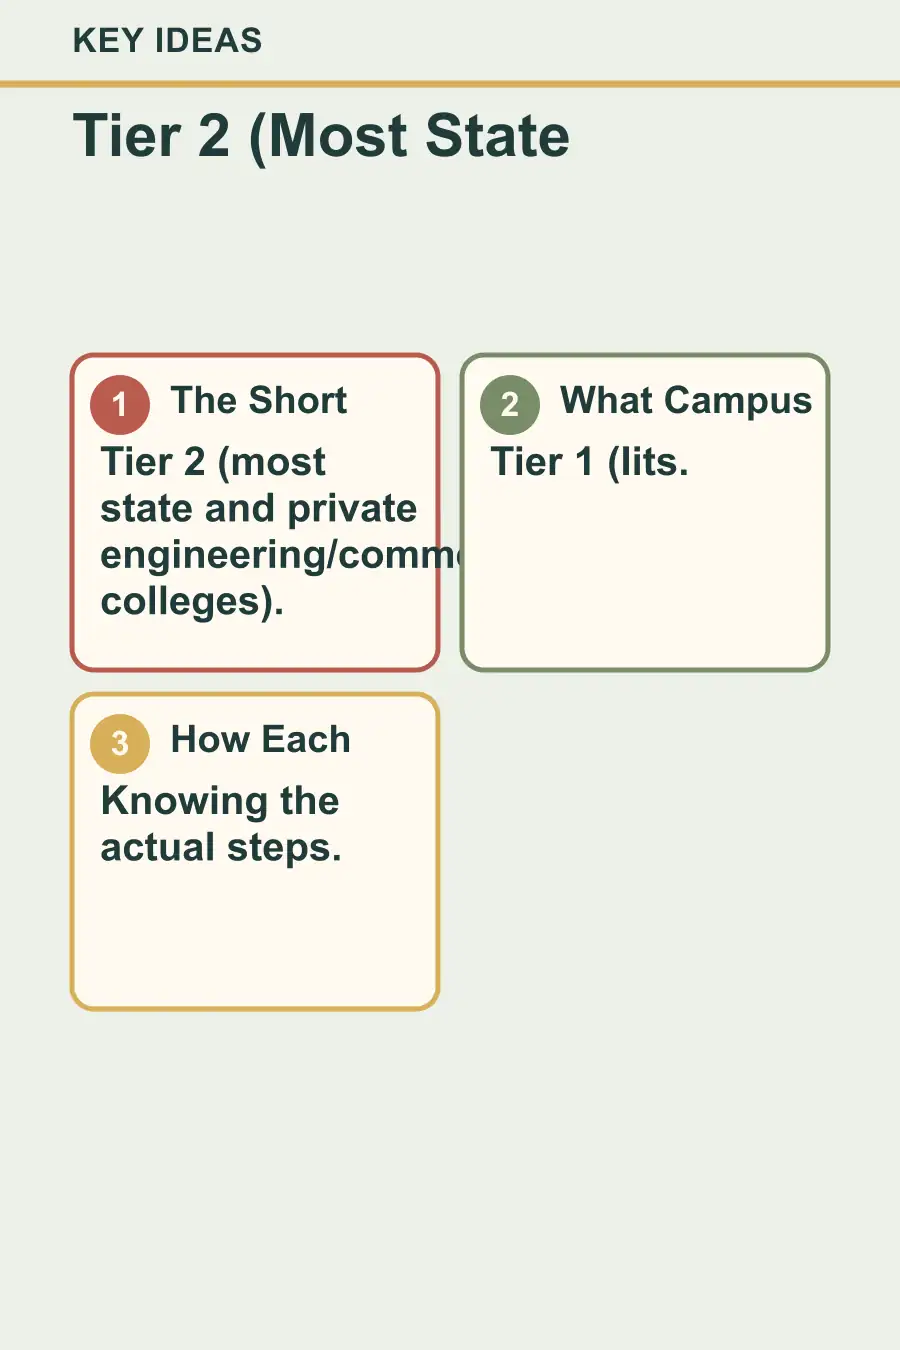 KEY IDEAS
Tier 2 (Most State
1 The Short
Tier 2 (most
state and private
engineering/comm
colleges).
2 What Campus
Tier 1 (lits.
3 How Each
Knowing the
actual steps.